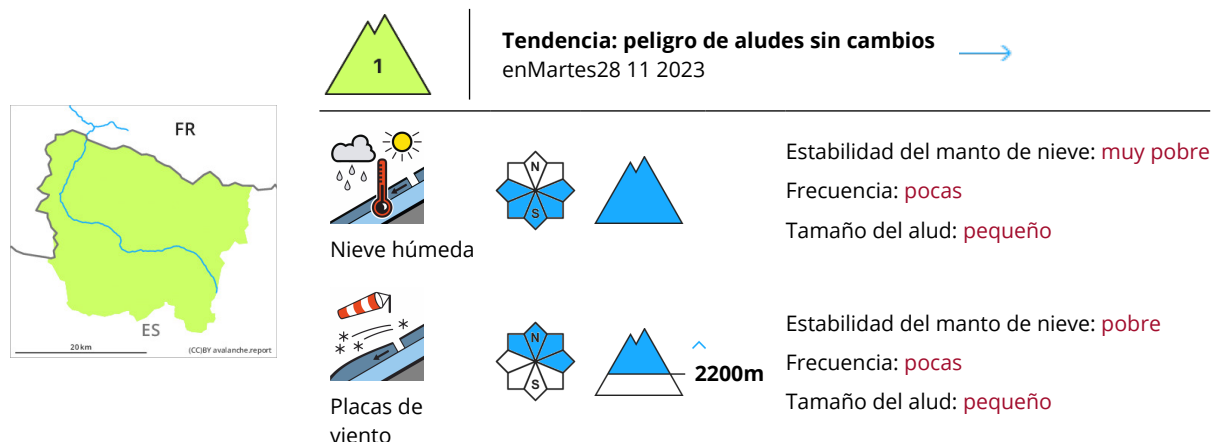 1
Tendencia: peligro de aludes sin cambios
enMartes28 11 2023
FR
ES
20 km
(CC)BY avalanche.report
Nieve húmeda
N
S
Estabilidad del manto de nieve: muy pobre
Frecuencia: pocas
Tamaño del alud: pequeño
Placas de
viento
N
S
2200m
Estabilidad del manto de nieve: pobre
Frecuencia: pocas
Tamaño del alud: pequeño